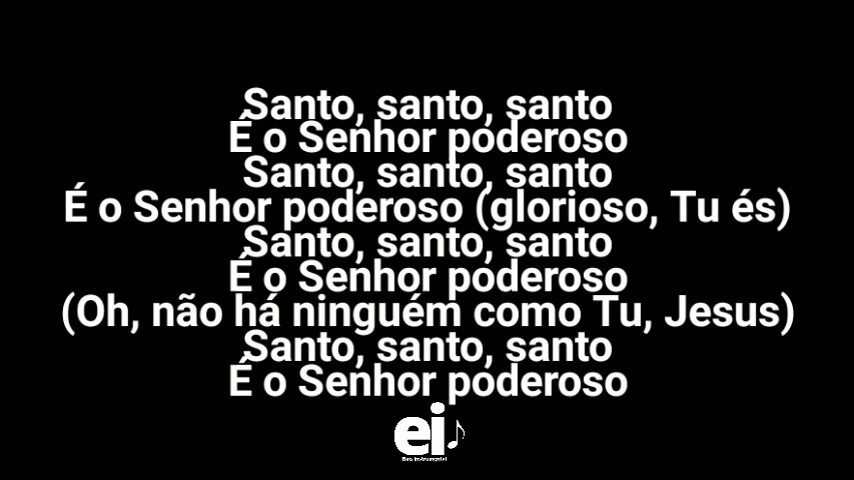 Santo, santo, santo
É o Senhor poderoso
Santo, santo, santo
É o Senhor poderoso (glorioso, Tu és)
Santo, santo, santo
É o Senhor poderoso
(Oh, não há ninguém como Tu, Jesus)
Santo, santo, santo
É o Senhor poderoso
ei